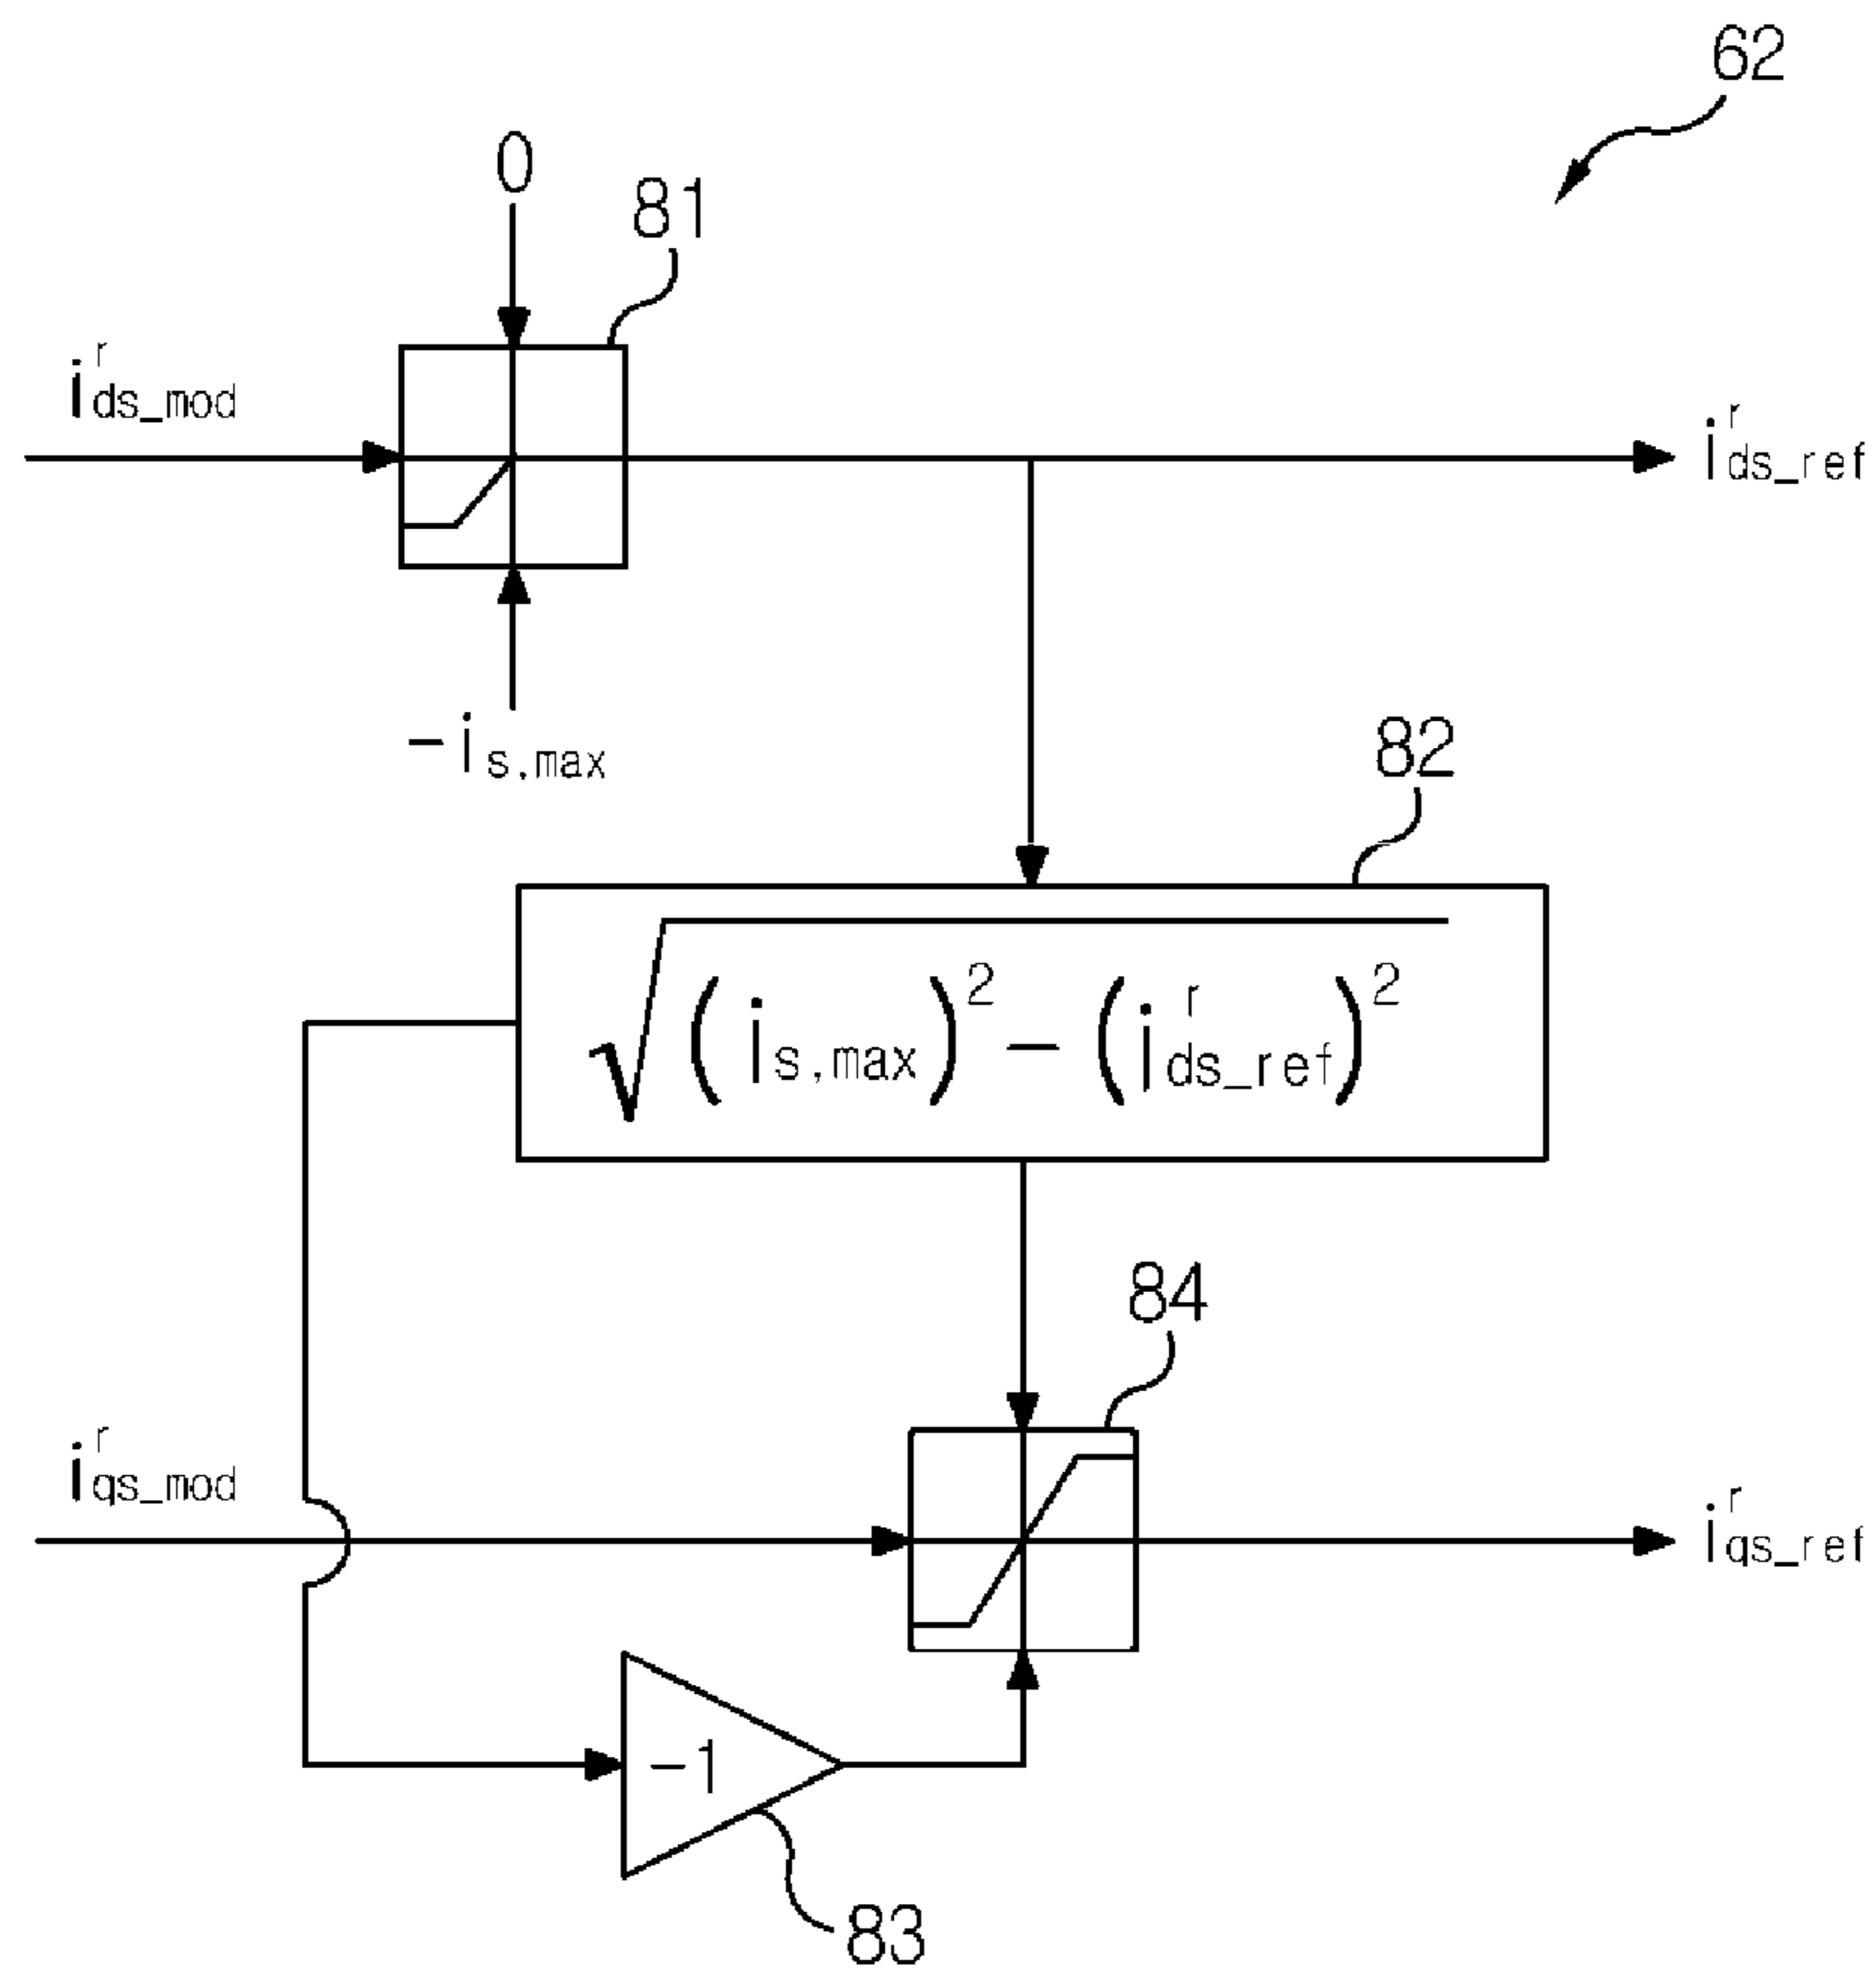 62
0
81
i^r_ds_mod
i^r_ds_ref
-i_s.max
82
√(i_s,max)^2 - (i^r_ds_ref)^2
84
i^r_qs_mod
i^r_qs_ref
-1
83